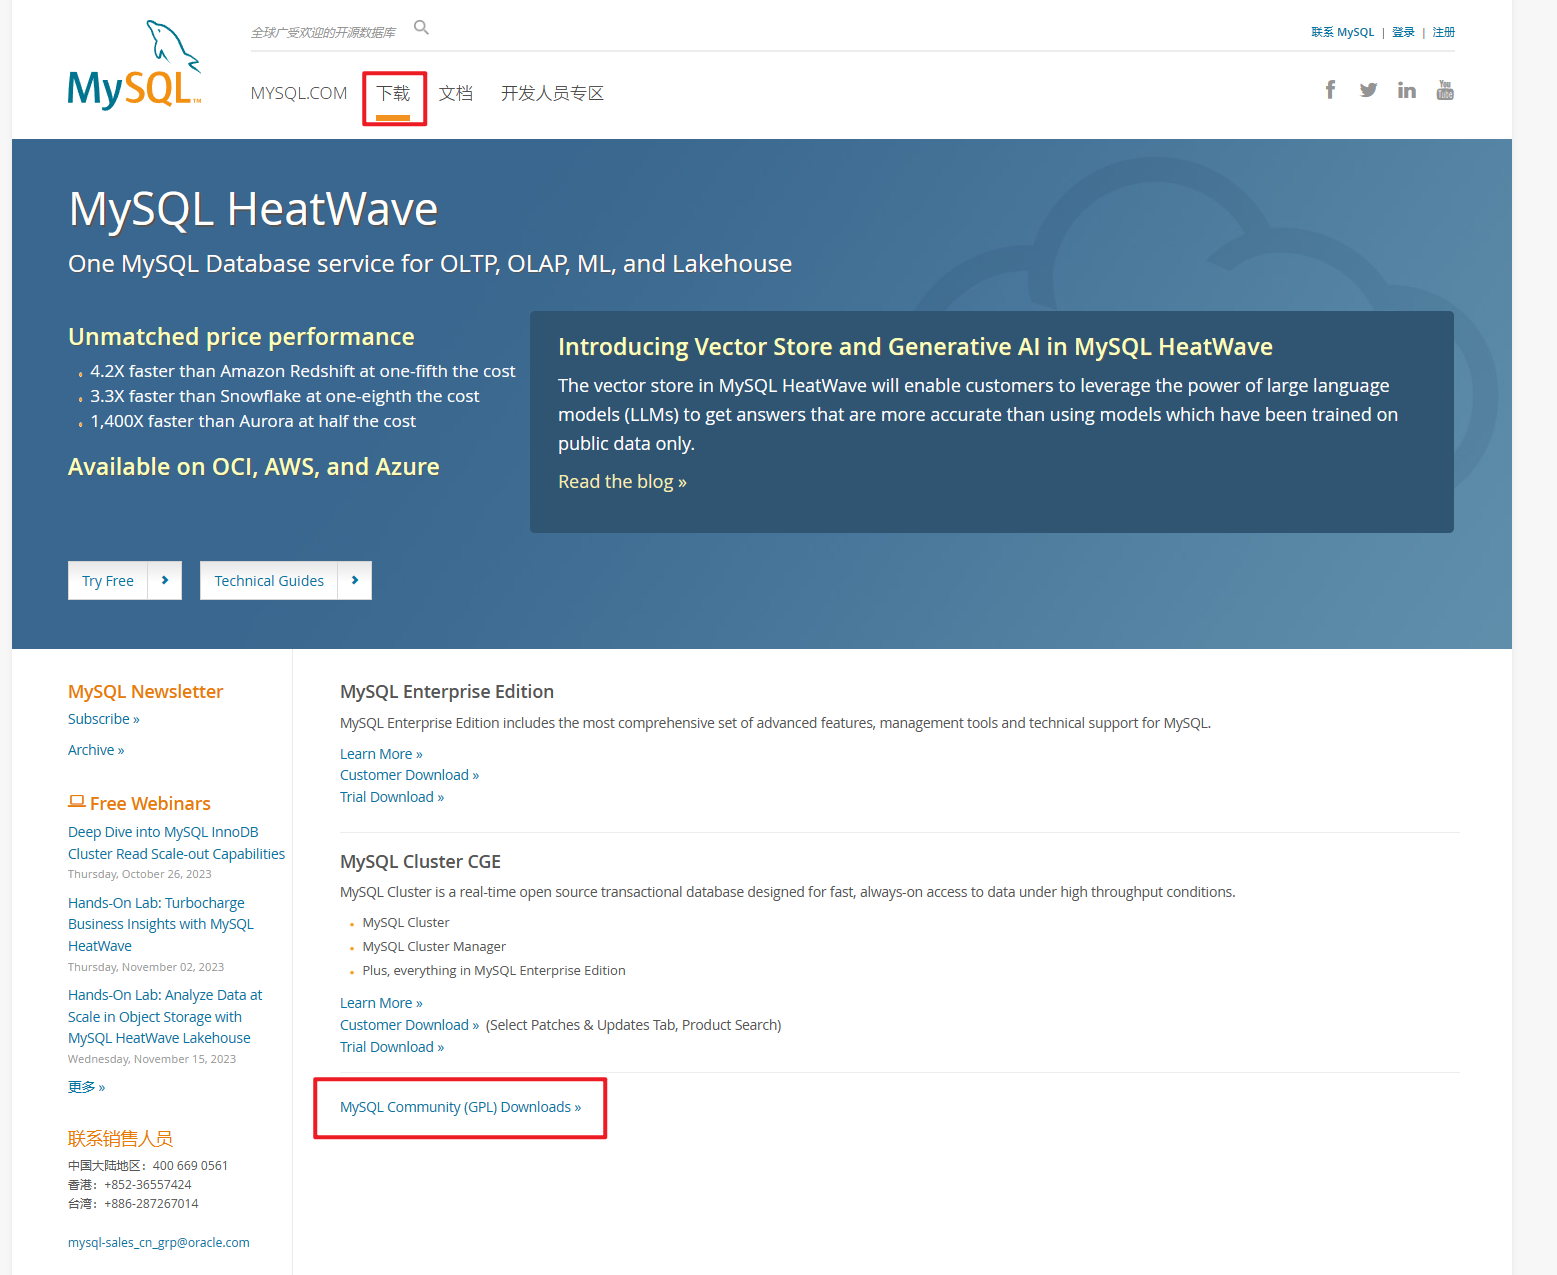 MySQL™
全球广受欢迎的开源数据库
联系 MySQL | 登录 | 注册
MYSQL.COM 下载 文档 开发人员专区
You Tube
MySQL HeatWave
One MySQL Database service for OLTP, OLAP, ML, and Lakehouse
Unmatched price performance
4.2X faster than Amazon Redshift at one-fifth the cost
3.3X faster than Snowflake at one-eighth the cost
1,400X faster than Aurora at half the cost
Available on OCI, AWS, and Azure
Introducing Vector Store and Generative AI in MySQL HeatWave
The vector store in MySQL HeatWave will enable customers to leverage the power of large language
models (LLMs) to get answers that are more accurate than using models which have been trained on
public data only.
Read the blog »
Try Free
Technical Guides
MySQL Newsletter
Subscribe »
Archive »
Free Webinars
Deep Dive into MySQL InnoDB
Cluster Read Scale-out Capabilities
Thursday, October 26, 2023
Hands-On Lab: Turbocharge
Business Insights with MySQL
HeatWave
Thursday, November 02, 2023
Hands-On Lab: Analyze Data at
Scale in Object Storage with
MySQL HeatWave Lakehouse
Wednesday, November 15, 2023
更多 »
联系销售人员
中国大陆地区：400 669 0561
香港：+852-36557424
台湾：+886-287267014
mysql-sales_cn_grp@oracle.com
MySQL Enterprise Edition
MySQL Enterprise Edition includes the most comprehensive set of advanced features, management tools and technical support for MySQL.
Learn More »
Customer Download »
Trial Download »
MySQL Cluster CGE
MySQL Cluster is a real-time open source transactional database designed for fast, always-on access to data under high throughput conditions.
MySQL Cluster
MySQL Cluster Manager
Plus, everything in MySQL Enterprise Edition
Learn More »
Customer Download » (Select Patches & Updates Tab, Product Search)
Trial Download »
MySQL Community (GPL) Downloads »